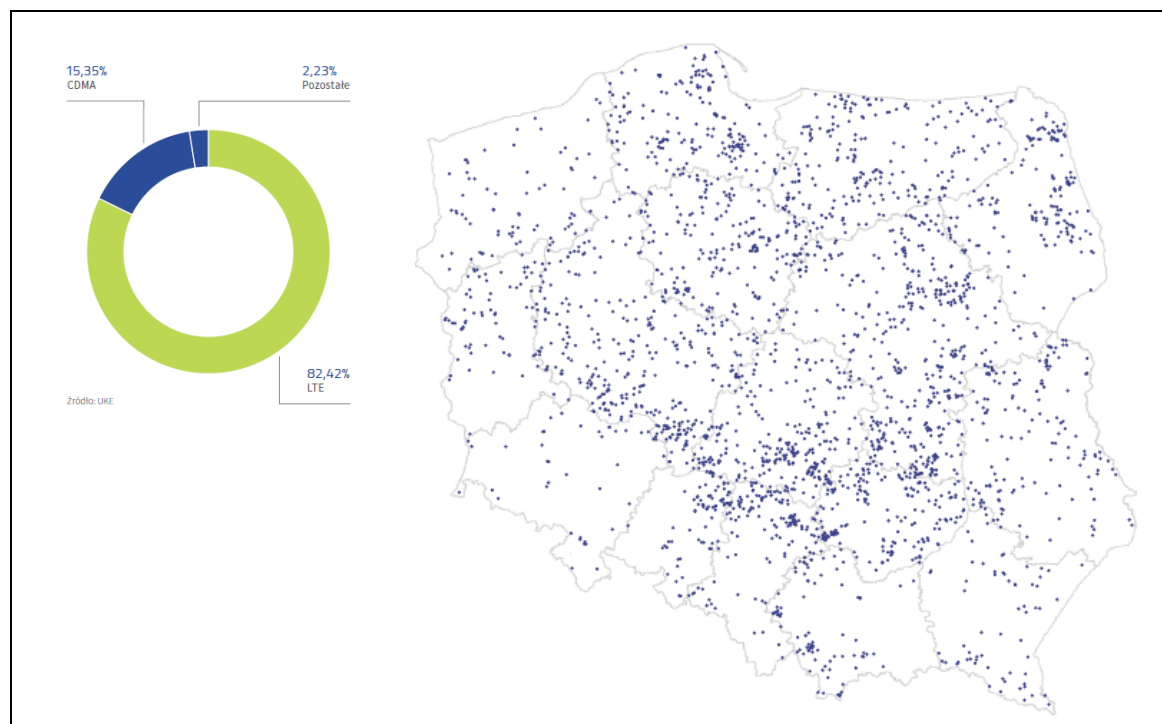 15,35%
CDMA
2,23%
Pozostałe
82,42%
LTE
Źródło: UKE